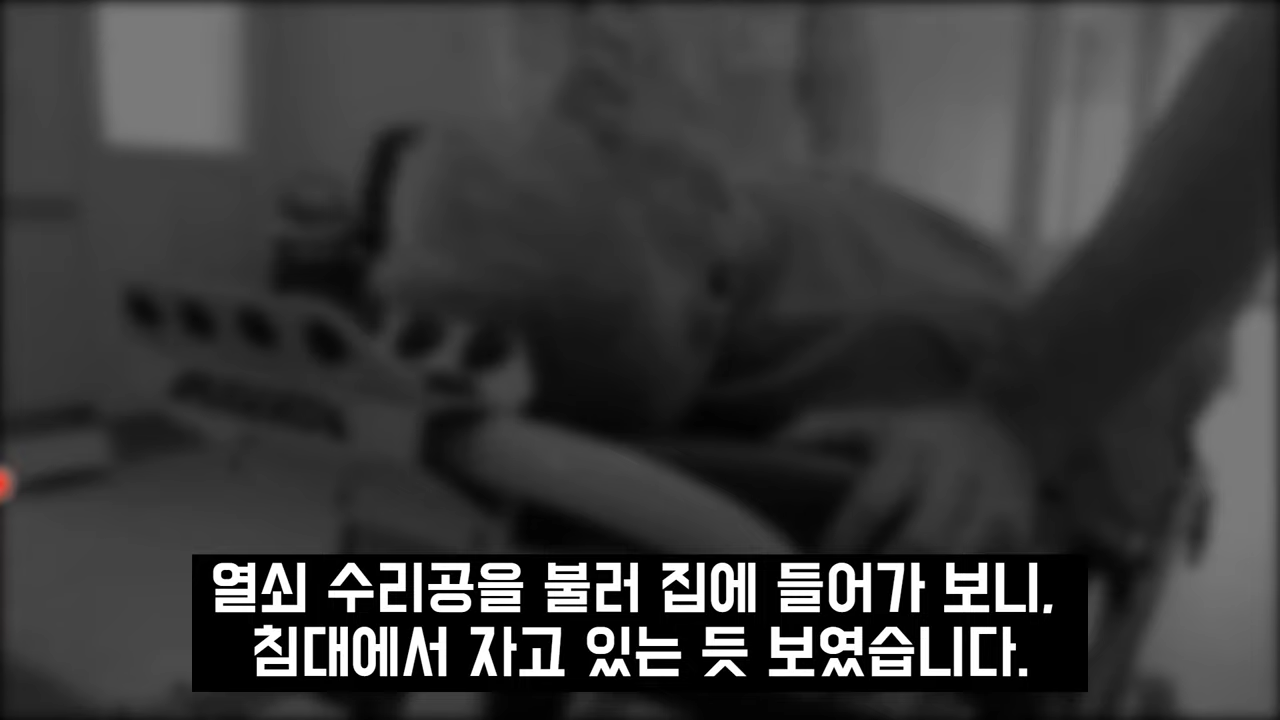 열쇠 수리공을 불러 집에 들어가 보니,
침대에서 자고 있는 듯 보였습니다.